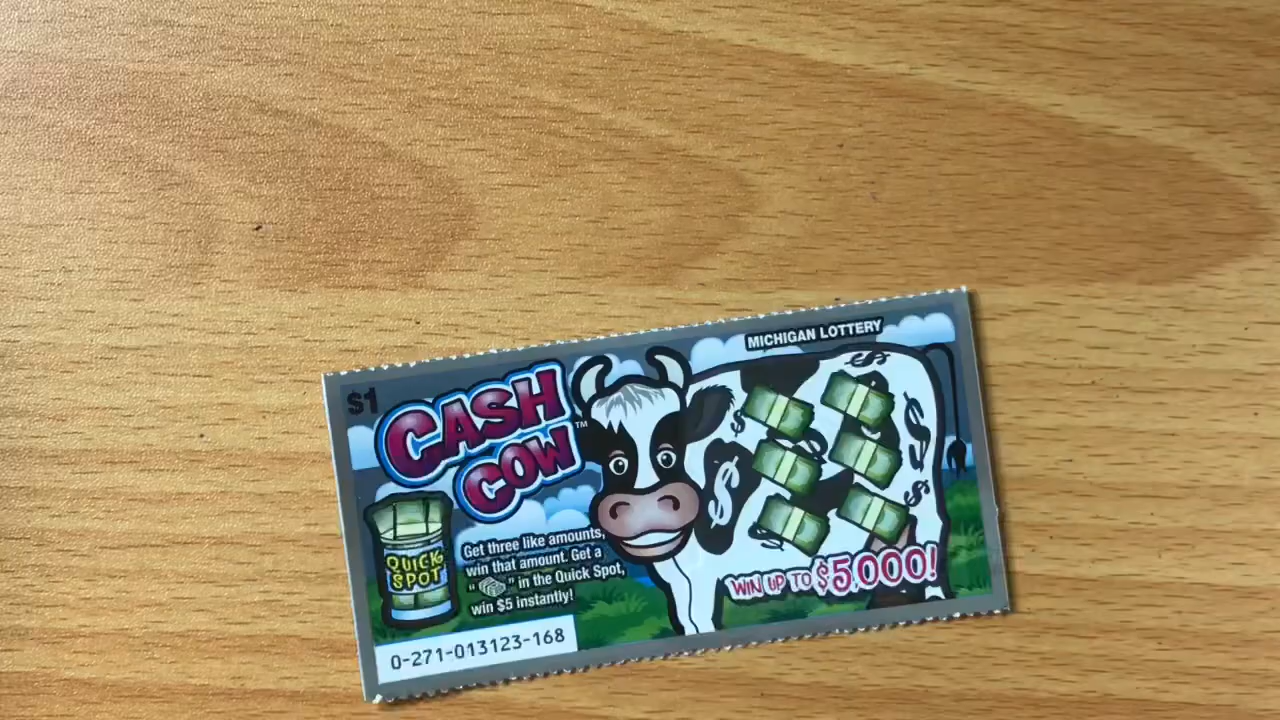 MICHIGAN LOTTERY
$1
CASH
COW™
QUICK
SPOT
Get three like amounts,
win that amount. Get a
" " in the Quick Spot,
win $5 instantly!
WIN UP TO $5,000!
0-271-013123-168